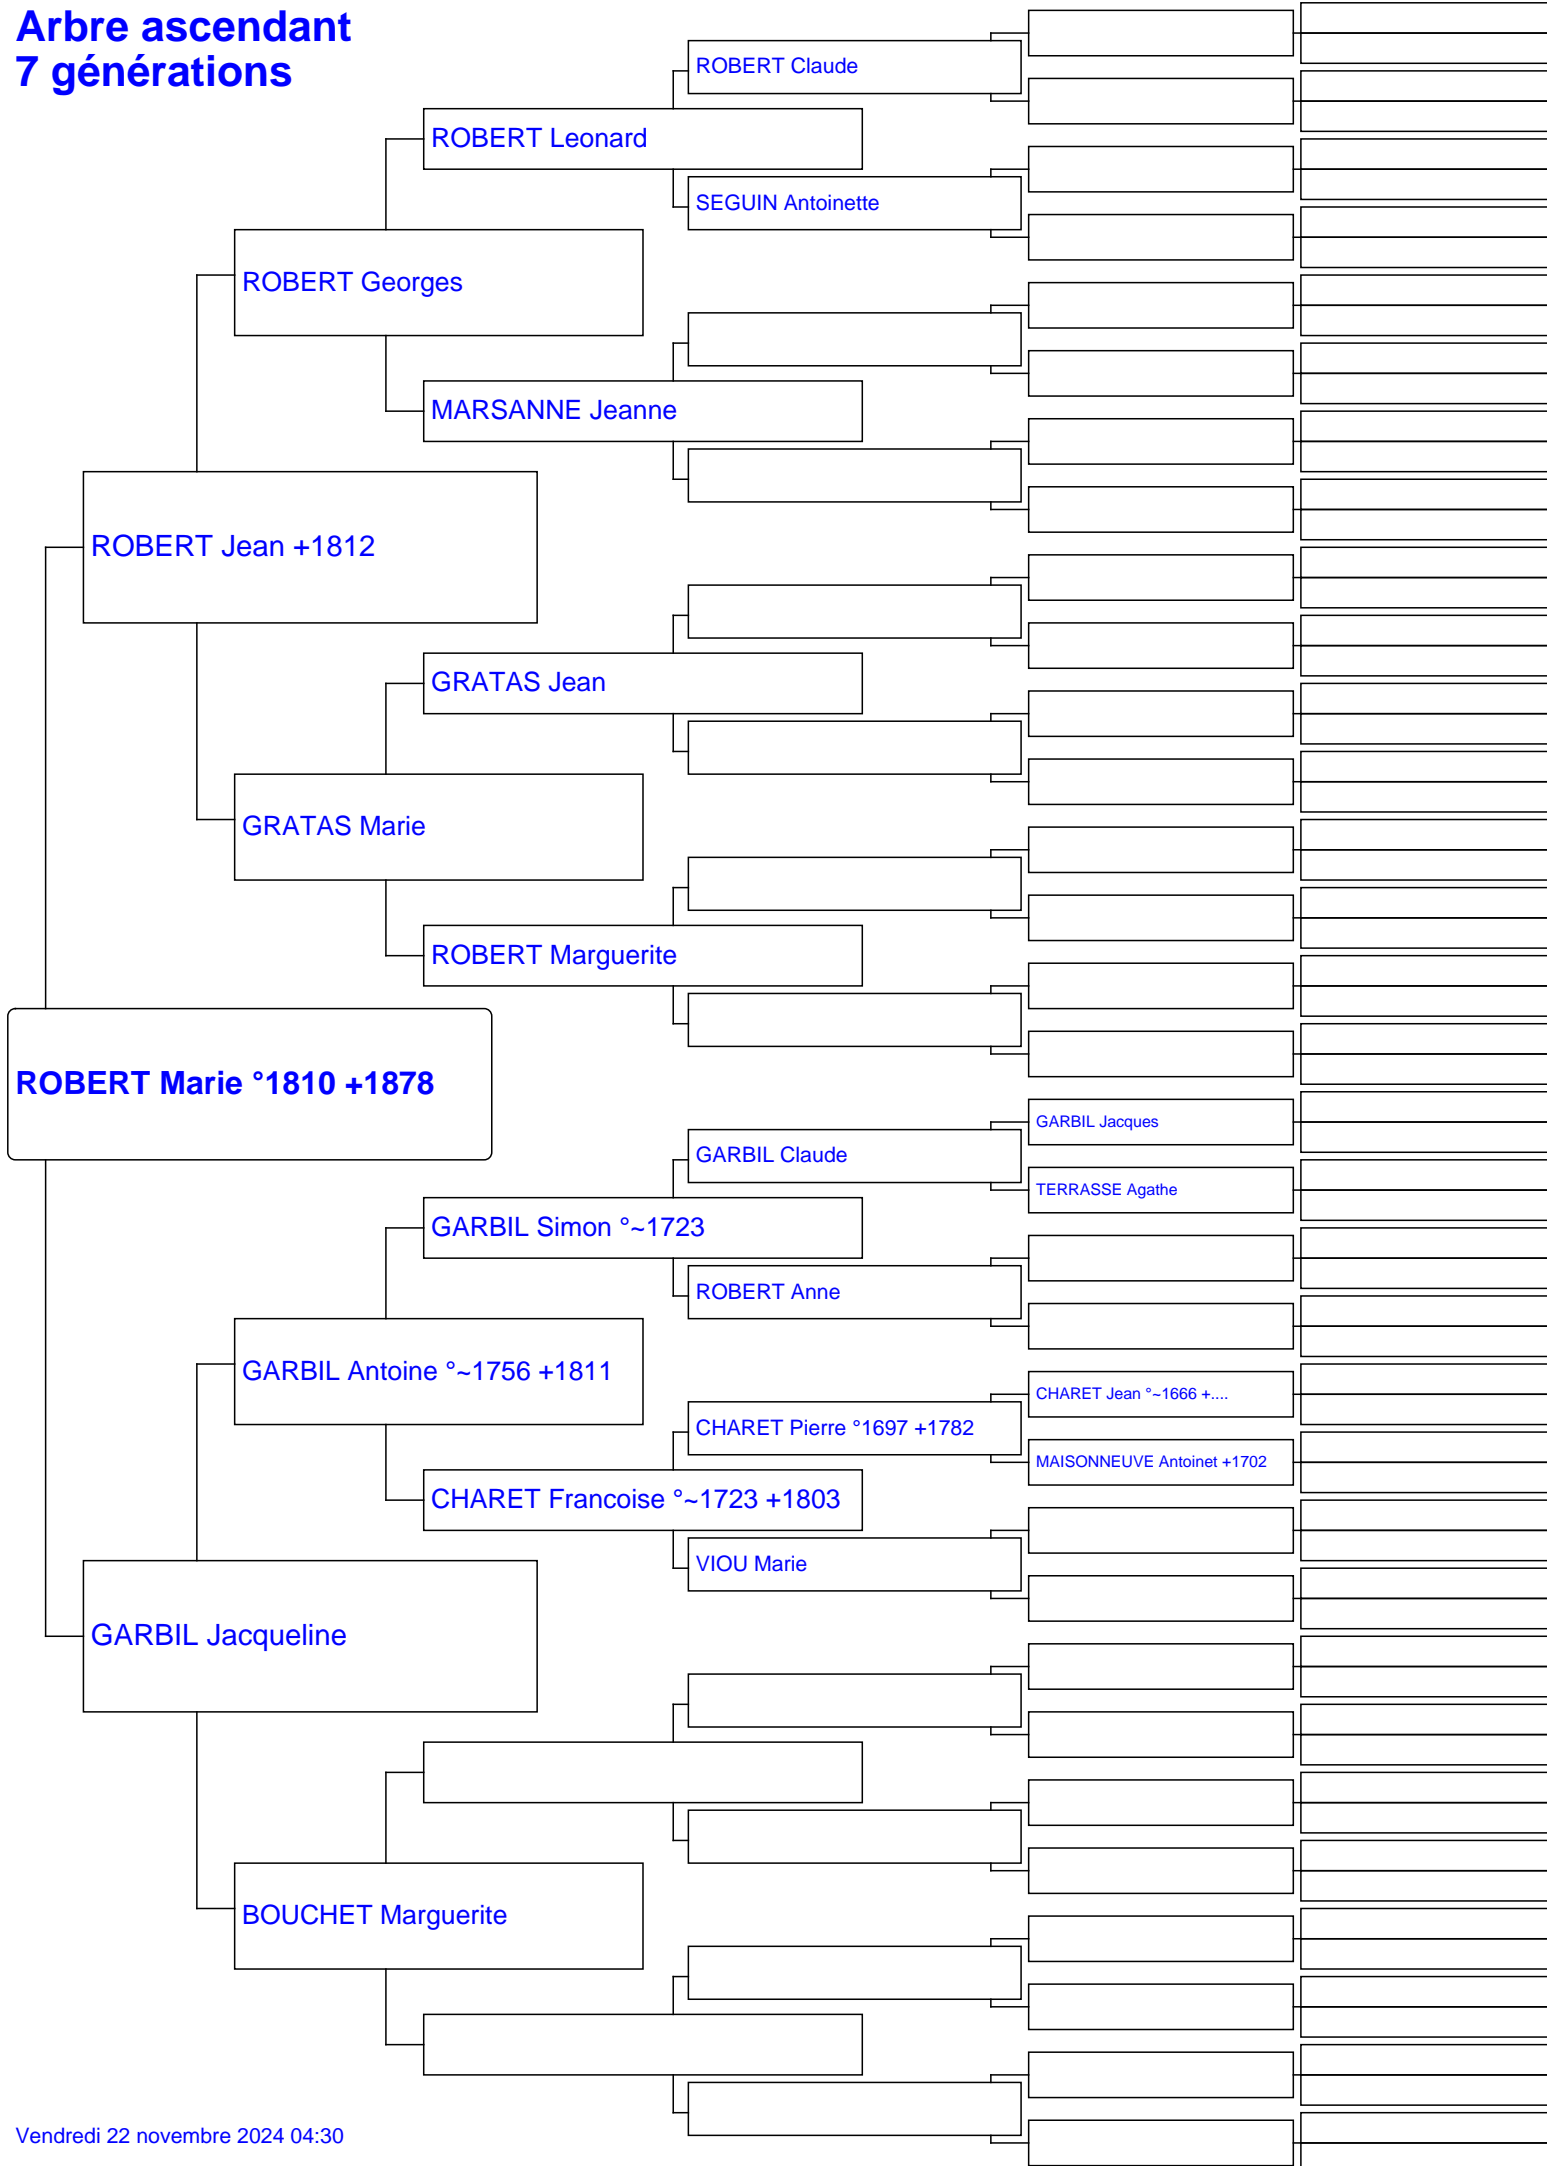 Arbre ascendant
7 générations
ROBERT Claude
ROBERT Leonard
SEGUIN Antoinette
ROBERT Georges
MARSANNE Jeanne
ROBERT Jean +1812
GRATAS Jean
GRATAS Marie
ROBERT Marguerite
ROBERT Marie °1810 +1878
GARBIL Jacques
GARBIL Claude
TERRASSE Agathe
GARBIL Simon °~1723
ROBERT Anne
GARBIL Antoine °~1756 +1811
CHARET Jean °~1666 +....
CHARET Pierre °1697 +1782
MAISONNEUVE Antoinet +1702
CHARET Francoise °~1723 +1803
VIOU Marie
GARBIL Jacqueline
BOUCHET Marguerite
Vendredi 22 novembre 2024 04:30